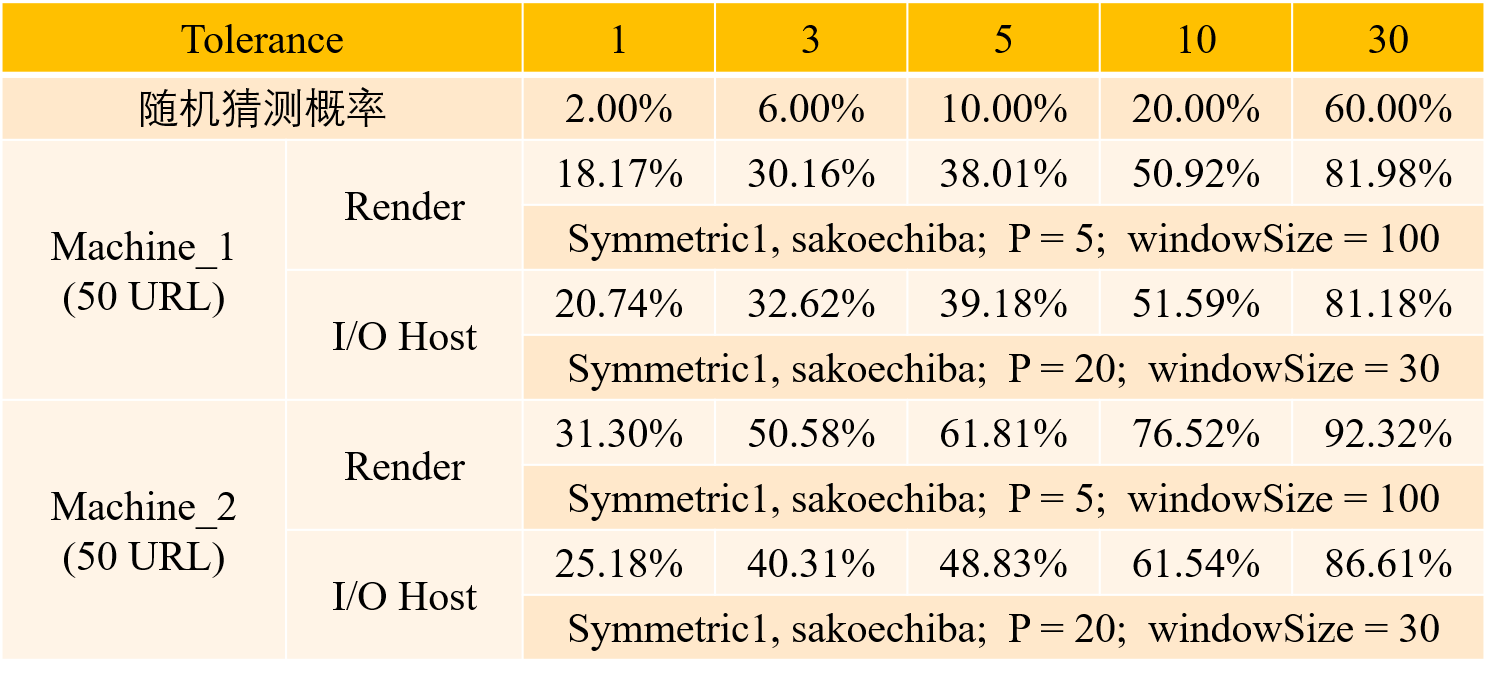 Tolerance 1 3 5 10 30
随机猜测概率 2.00% 6.00% 10.00% 20.00% 60.00%
Machine_1
(50 URL)
Render
18.17% 30.16% 38.01% 50.92% 81.98%
Symmetric1, sakoechiba; P = 5; windowSize = 100
I/O Host
20.74% 32.62% 39.18% 51.59% 81.18%
Symmetric1, sakoechiba; P = 20; windowSize = 30
Machine_2
(50 URL)
Render
31.30% 50.58% 61.81% 76.52% 92.32%
Symmetric1, sakoechiba; P = 5; windowSize = 100
I/O Host
25.18% 40.31% 48.83% 61.54% 86.61%
Symmetric1, sakoechiba; P = 20; windowSize = 30